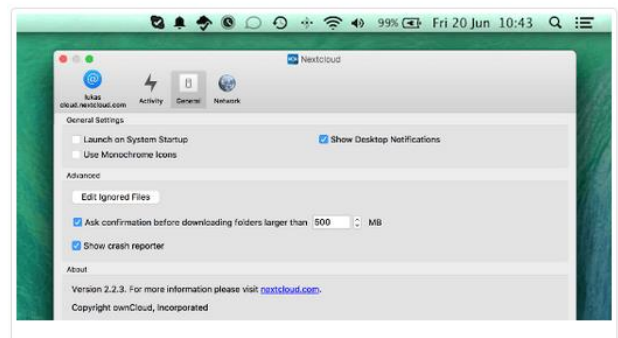 99% Fri 20 Jun 10:43
Nextcloud
lukas
cloud.nextcloud.com
Activity
General
Network
General Settings
Launch on System Startup
Show Desktop Notifications
Use Monochrome Icons
Advanced
Edit Ignored Files
Ask confirmation before downloading folders larger than 500 MB
Show crash reporter
About
Version 2.2.3. For more information please visit nextcloud.com.
Copyright ownCloud, Incorporated